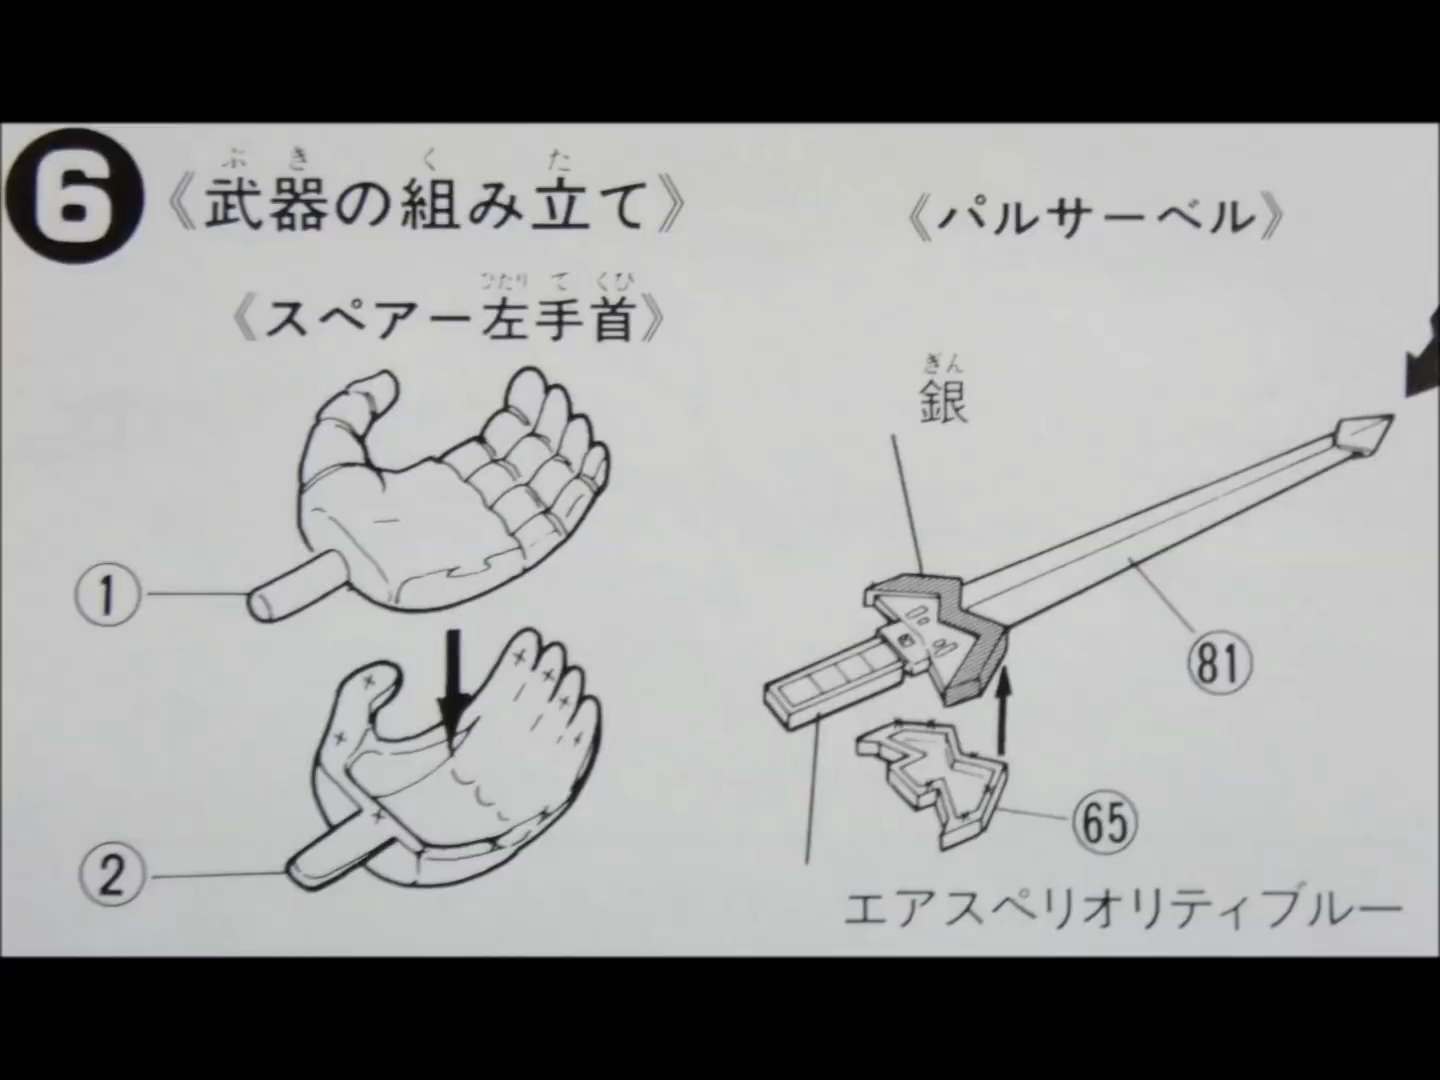 6 《武器の組み立て》
ぶ き く た
《スペアー左手首》
ひだり て くび
《パルサーベル》
ぎん
銀
1
2
81
65
エアスペリオリティブルー